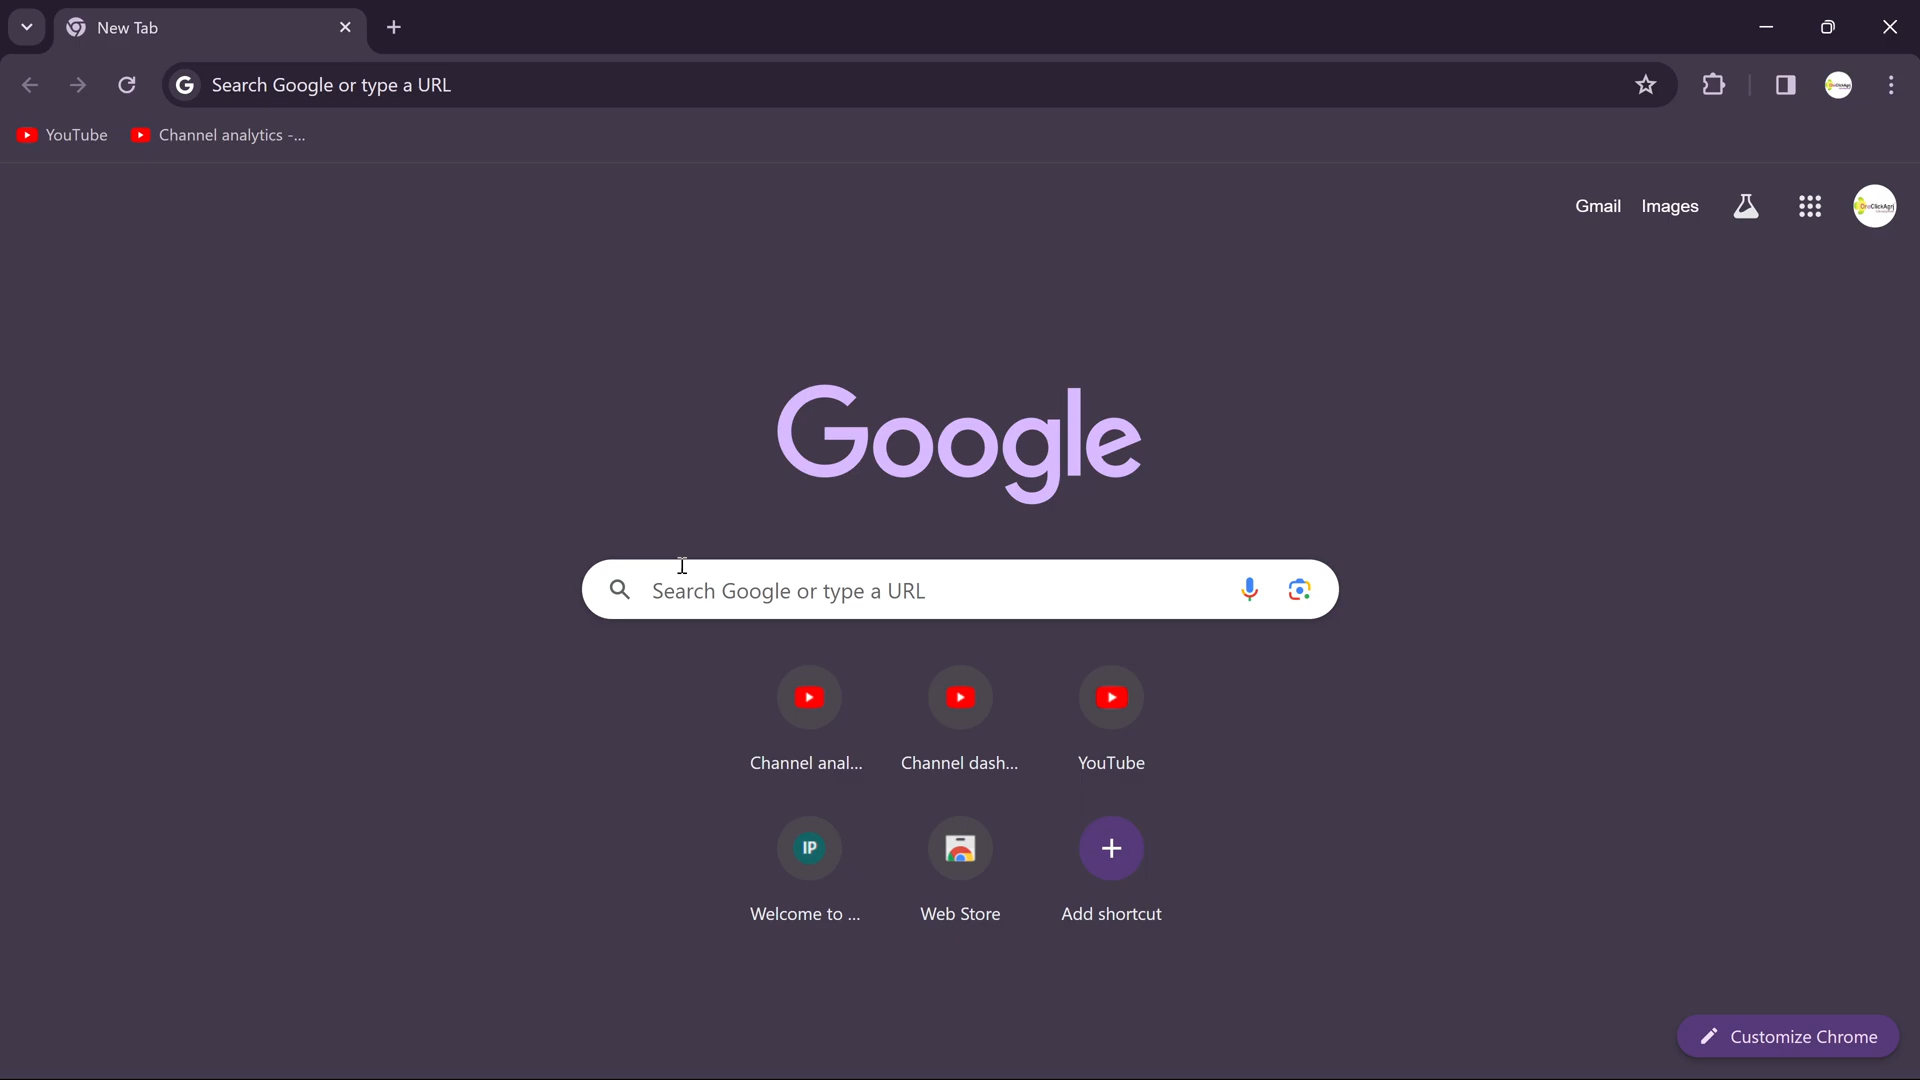 New Tab
Search Google or type a URL
YouTube Channel analytics -...
Gmail Images
Google
Search Google or type a URL
Channel anal... Channel dash... YouTube
IP
Welcome to ... Web Store Add shortcut
Customize Chrome